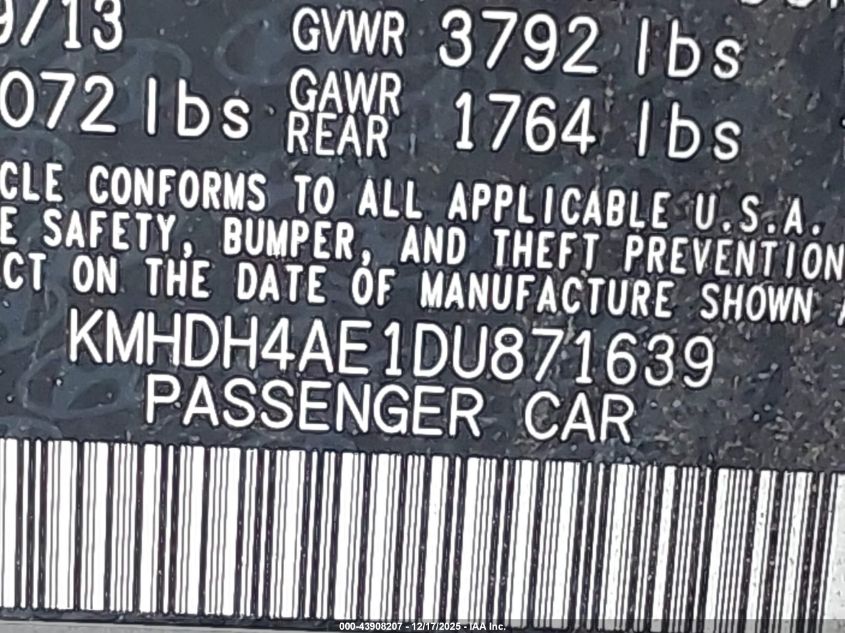 9/13 GVWR 3792 lbs
072 lbs GAWR REAR 1764 lbs
CLE CONFORMS TO ALL APPLICABLE U.S.A.
E SAFETY, BUMPER, AND THEFT PREVENTION
CT ON THE DATE OF MANUFACTURE SHOWN
KMHDH4AE1DU871639
PASSENGER CAR
000-43908207 - 12/17/2025 - IAA Inc.